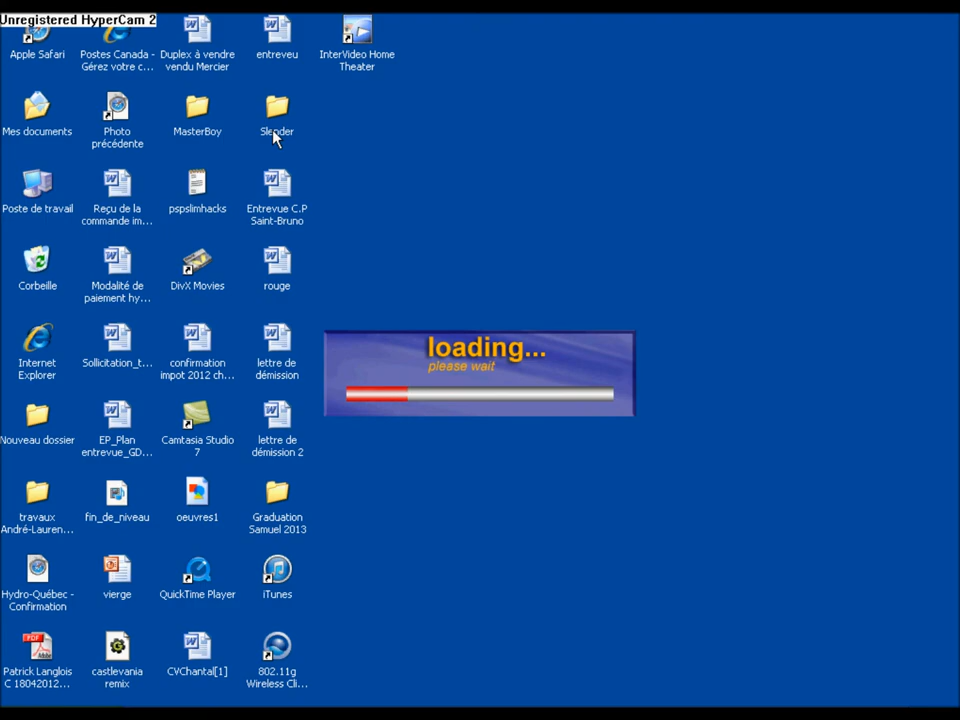 Unregistered HyperCam 2
Apple Safari
Postes Canada -
Gérez votre c...
Duplex à vendre
vendu Mercier
entreveu
InterVideo Home
Theater
Mes documents
Photo
précédente
MasterBoy
Slender
Poste de travail
Reçu de la
commande im...
pspslimhacks
Entrevue C.P
Saint-Bruno
Corbeille
Modalité de
paiement hy...
DivX Movies
rouge
Internet
Explorer
Sollicitation_t...
confirmation
impot 2012 ch...
lettre de
démission
loading...
please wait
Nouveau dossier
EP_Plan
entrevue_GD...
Camtasia Studio
7
lettre de
démission 2
travaux
André-Lauren...
fin_de_niveau
oeuvres1
Graduation
Samuel 2013
Hydro-Québec -
Confirmation
vierge
QuickTime Player
iTunes
Patrick Langlois
C 18042012...
castlevania
remix
CVChantal[1]
802.11g
Wireless Cli...